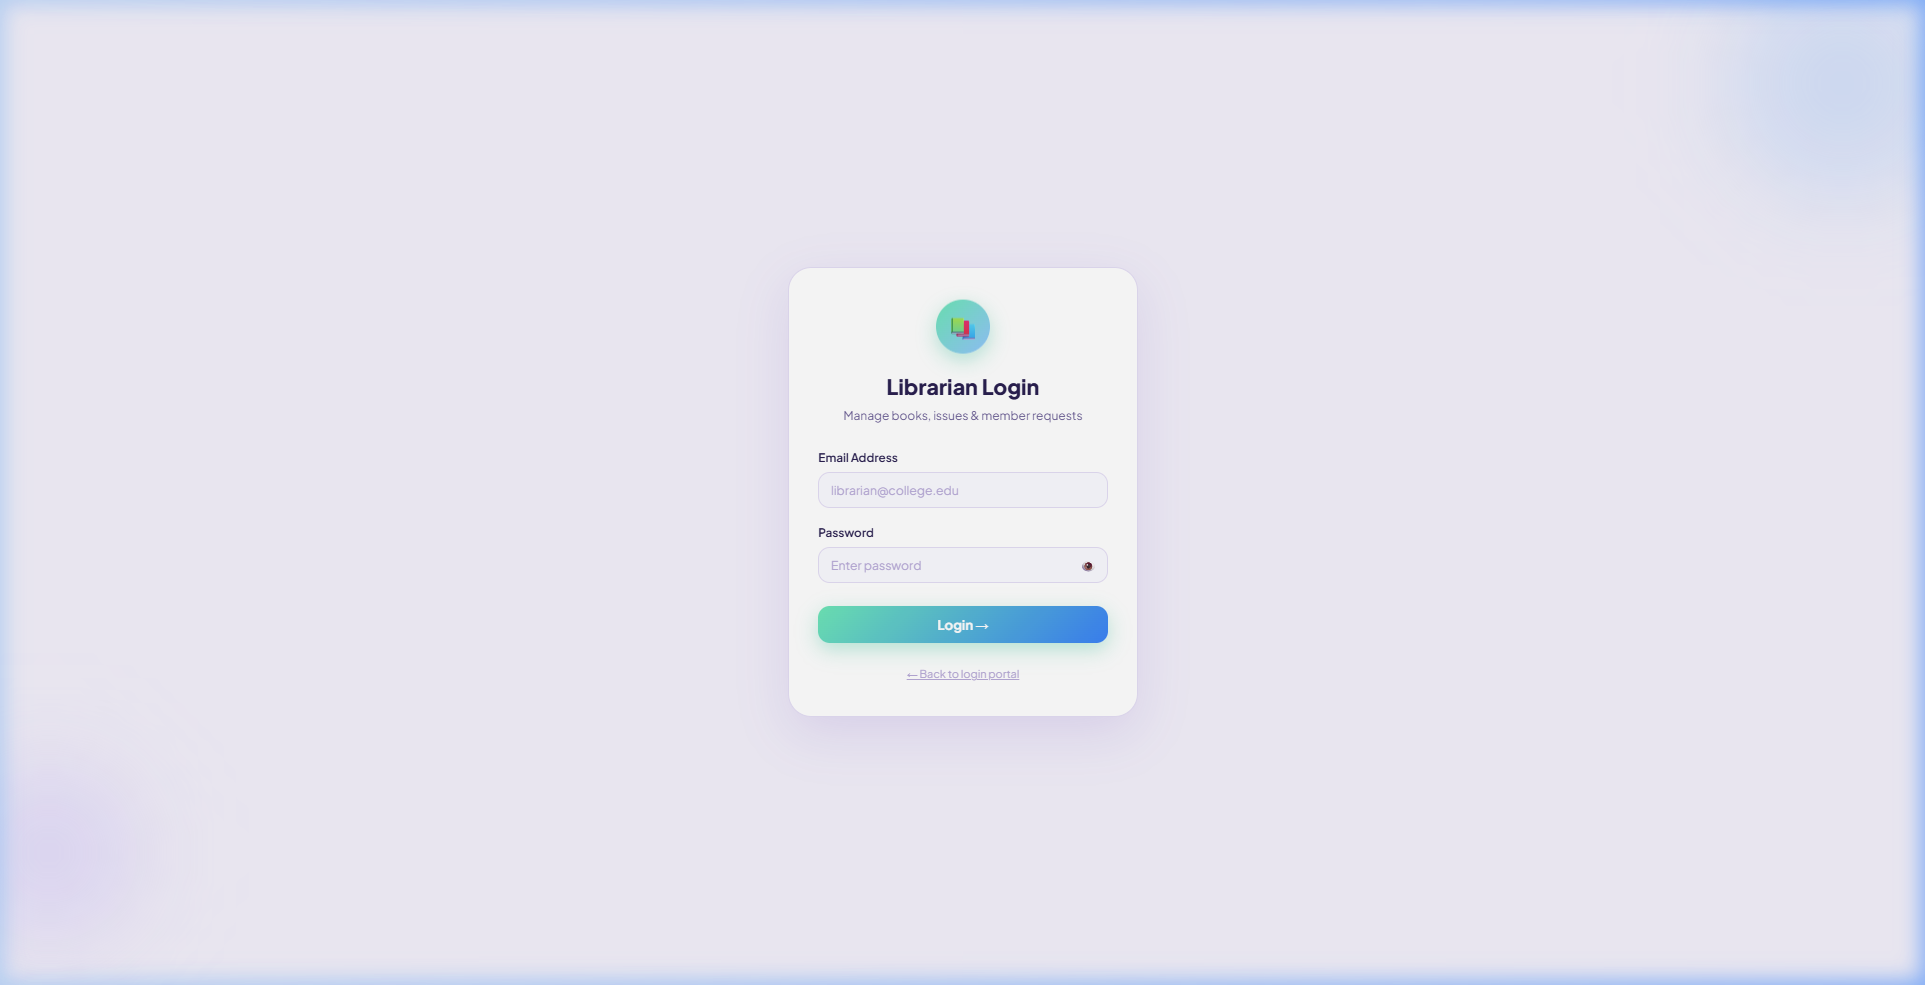 Librarian Login
Manage books, issues & member requests
Email Address
librarian@college.edu
Password
Enter password
Login →
← Back to login portal